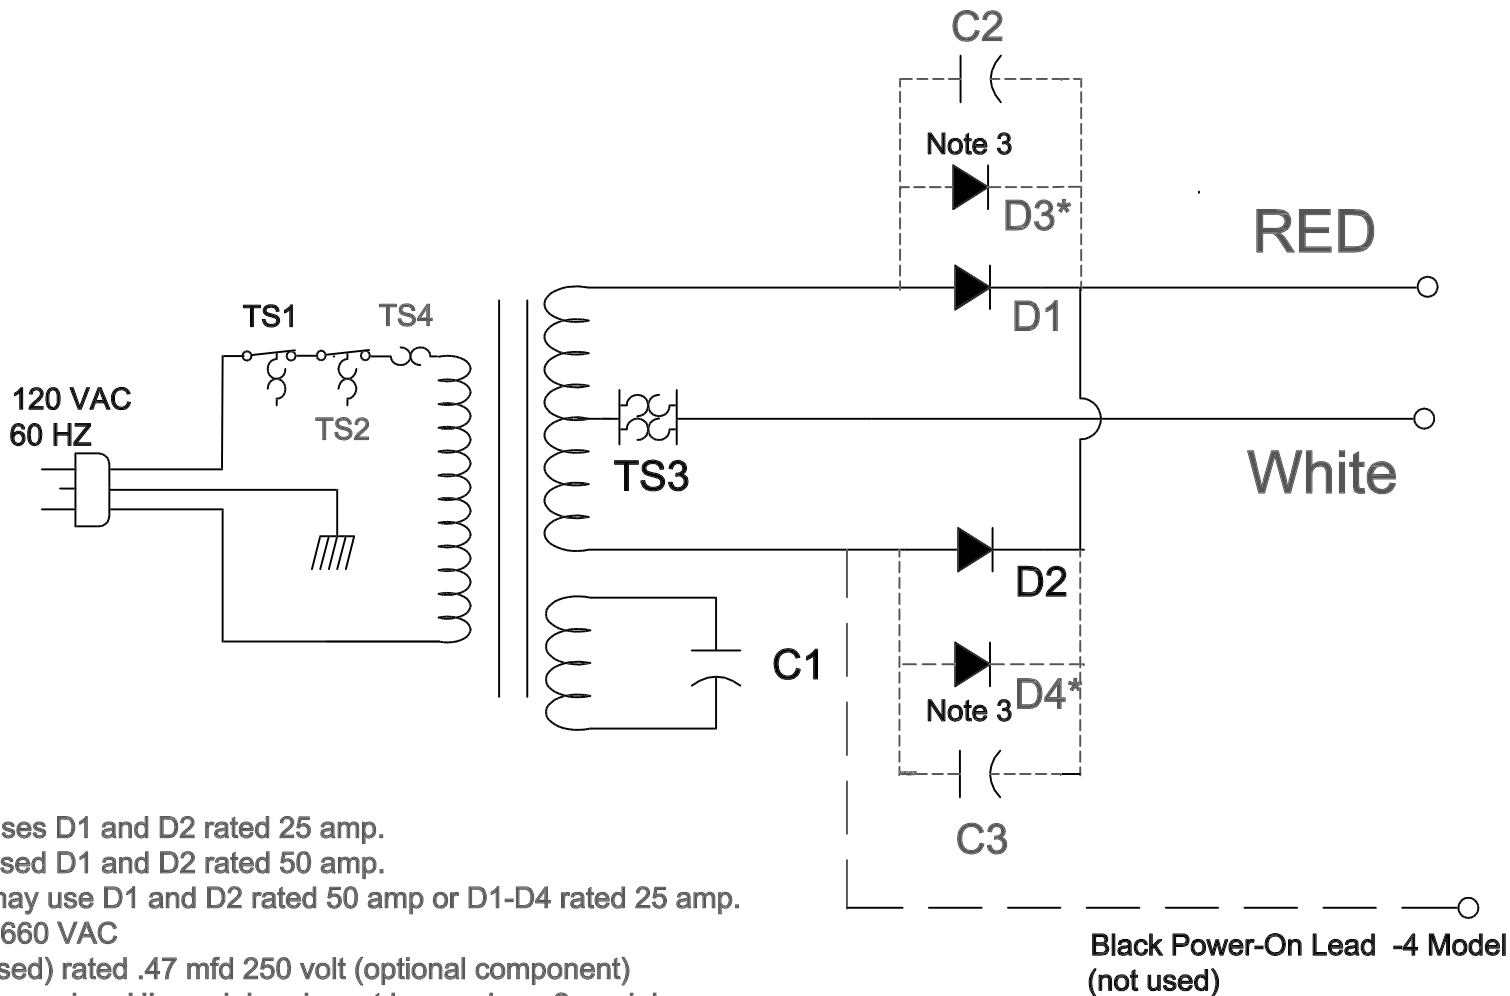 C2
Note 3
D3*
RED
D1
TS1
TS4
120 VAC
60 HZ
TS2
TS3
White
D2
C1
D4*
Note 3
C3
ses D1 and D2 rated 25 amp.
sed D1 and D2 rated 50 amp.
may use D1 and D2 rated 50 amp or D1-D4 rated 25 amp.
660 VAC
sed) rated .47 mfd 250 volt (optional component)
Black Power-On Lead -4 Model
(not used)